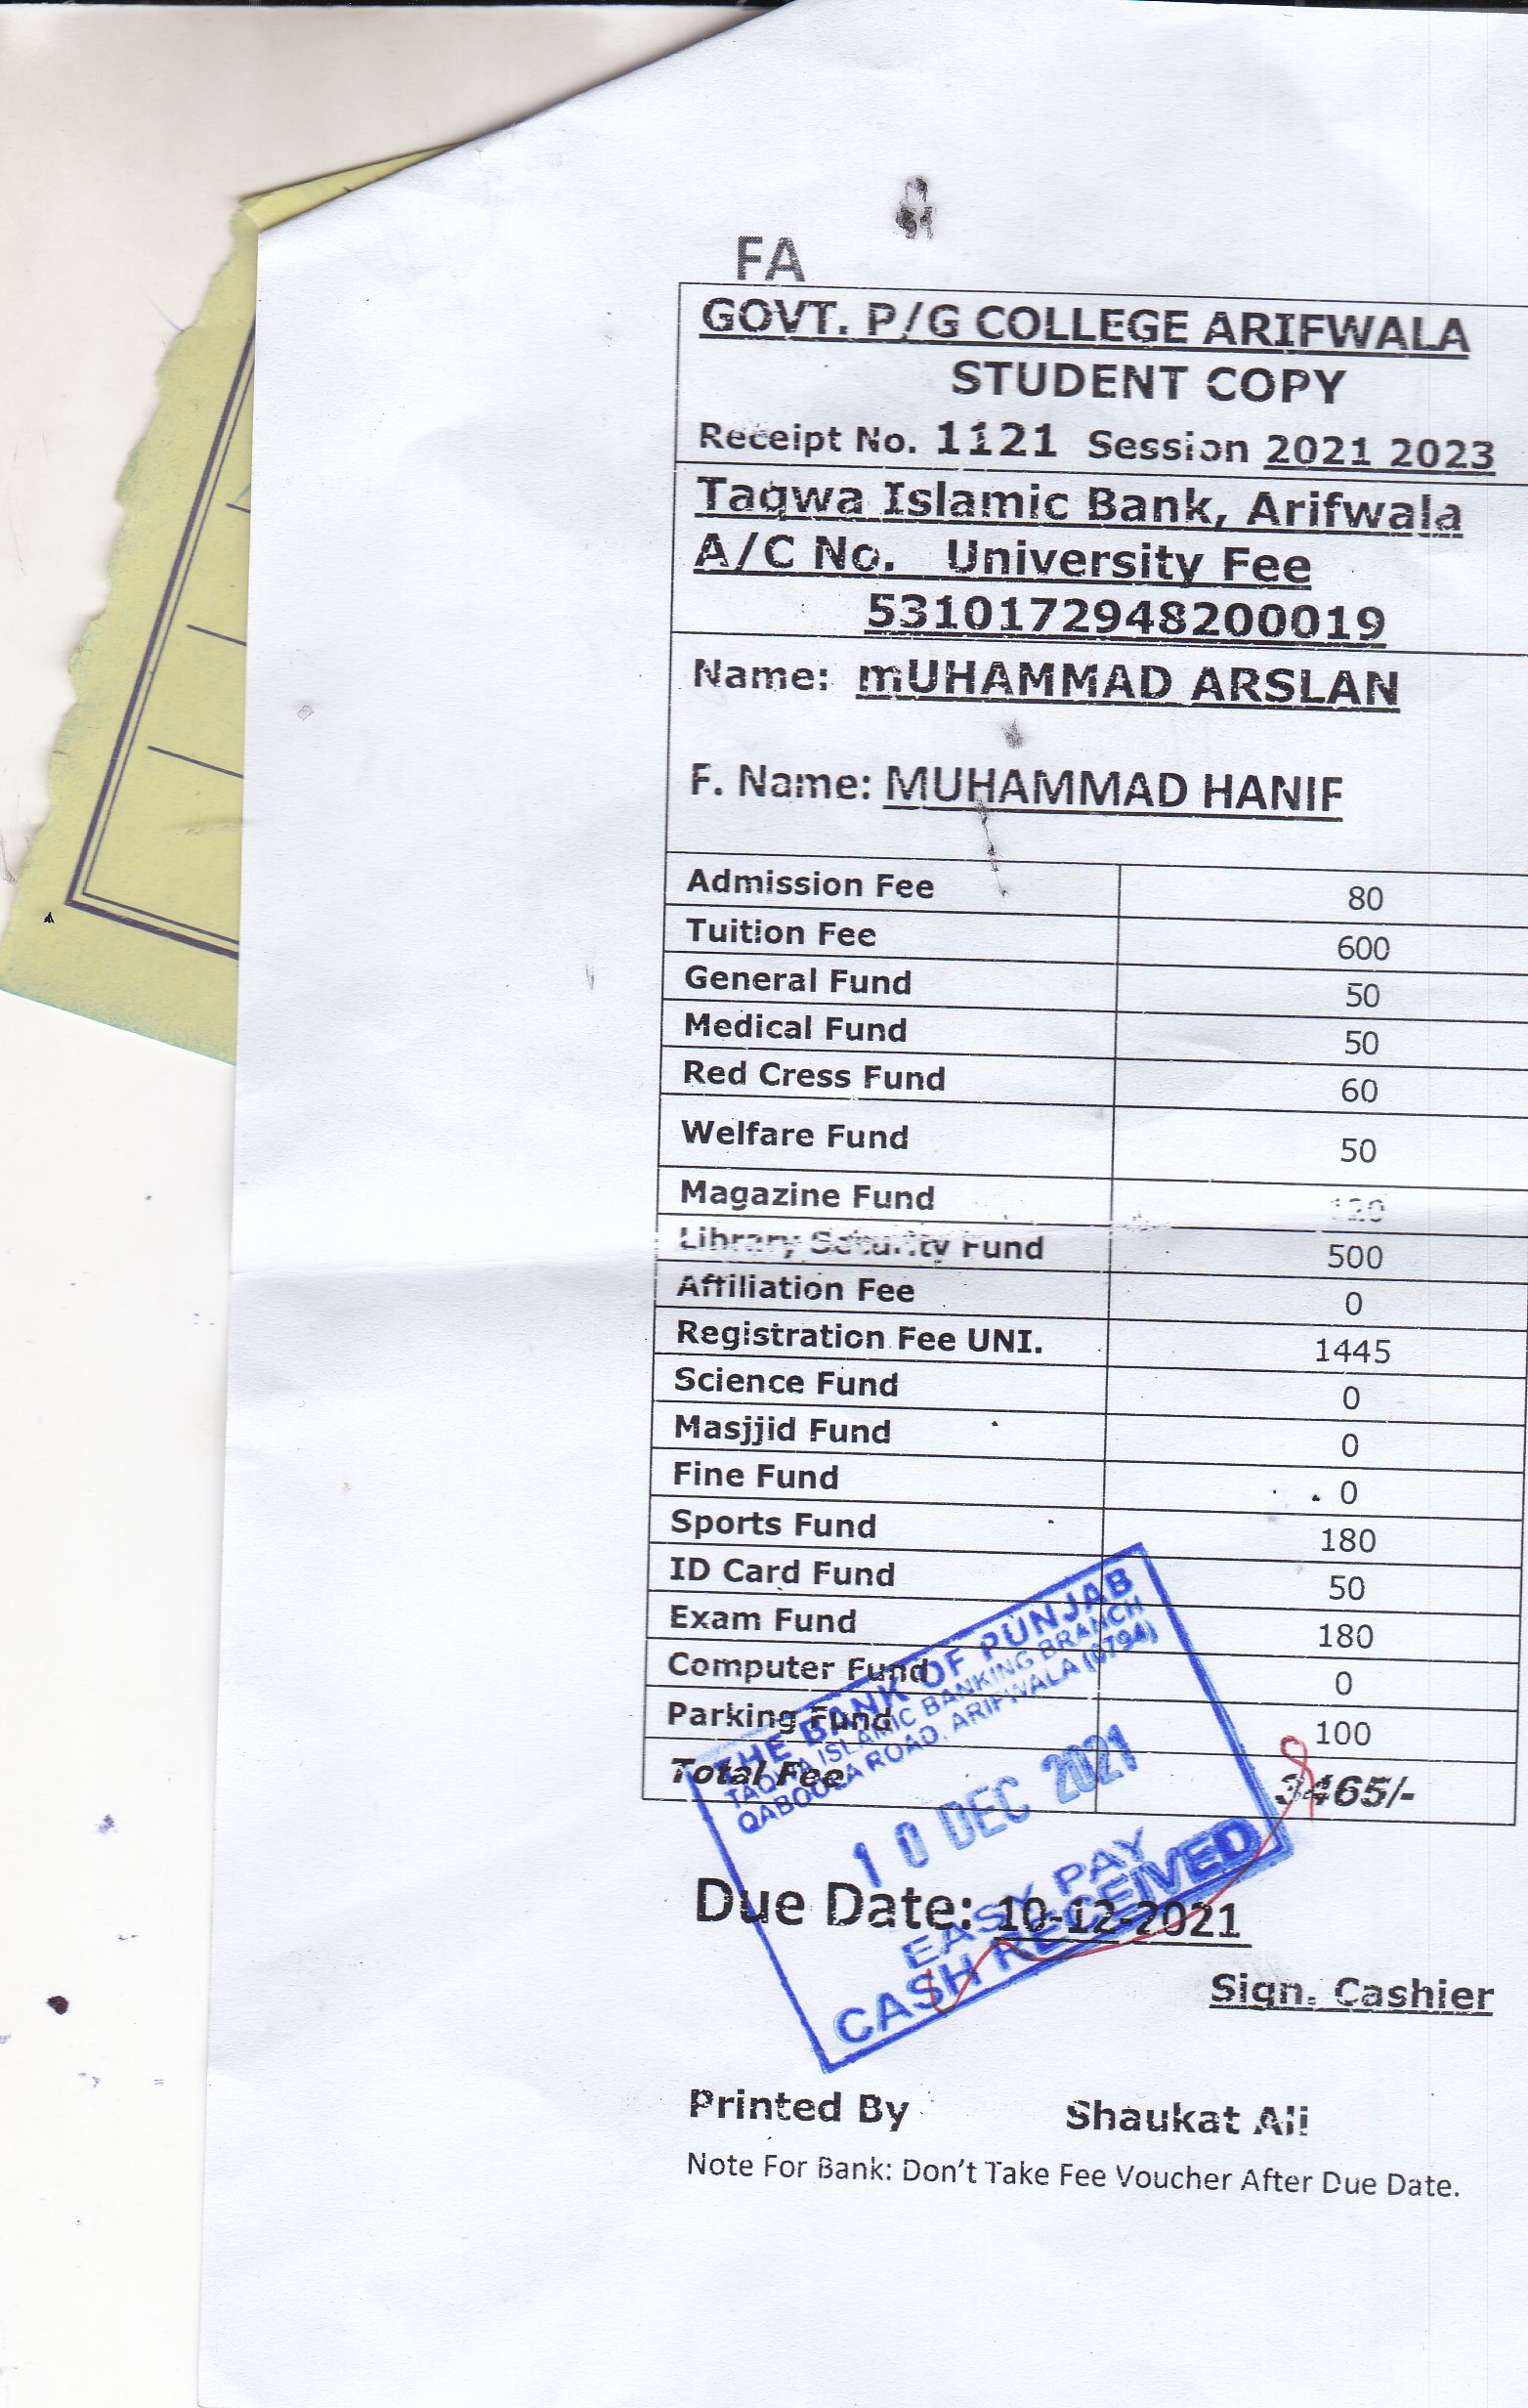 FA
GOVT. P/G COLLEGE ARIFWALA
STUDENT COPY
Receipt No. 1121 Session 2021 2023
Taqwa Islamic Bank, Arifwala
A/C No. University Fee
5310172948200019
Name: mUHAMMAD ARSLAN
F. Name: MUHAMMAD HANIF
Admission Fee 80
Tuition Fee 600
General Fund 50
Medical Fund 50
Red Cress Fund 60
Welfare Fund 50
Magazine Fund 120
Library Security Fund 500
Affiliation Fee 0
Registration Fee UNI. 1445
Science Fund 0
Masjjid Fund 0
Fine Fund 0
Sports Fund 180
ID Card Fund 50
Exam Fund 180
Computer Fund 0
Parking Fund 100
Total Fee 3465/-
THE BANK OF PUNJAB
TAQWA ISLAMIC BANKING BRANCH
QABOOLA ROAD, ARIFWALA (0794)
10 DEC 2021
EASY PAY
CASH RECEIVED
Due Date: 10-12-2021
Sign. Cashier
Printed By Shaukat Ali
Note For Bank: Don't Take Fee Voucher After Due Date.